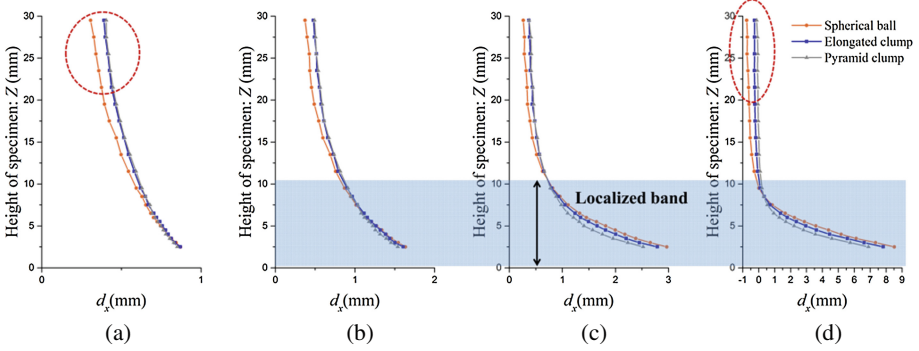 Height of specimen: Z (mm)
30
25
20
15
10
5
0
0
1
dx(mm)
(a)
Height of specimen: Z (mm)
30
25
20
15
10
5
0
0
1
2
dx(mm)
(b)
Height of specimen: Z (mm)
30
25
20
15
10
5
0
0
1
2
3
Localized band
dx(mm)
(c)
Height of specimen: Z (mm)
30
25
20
15
10
5
0
-1 0 1 2 3 4 5 6 7 8 9
Spherical ball
Elongated clump
Pyramid clump
dx(mm)
(d)